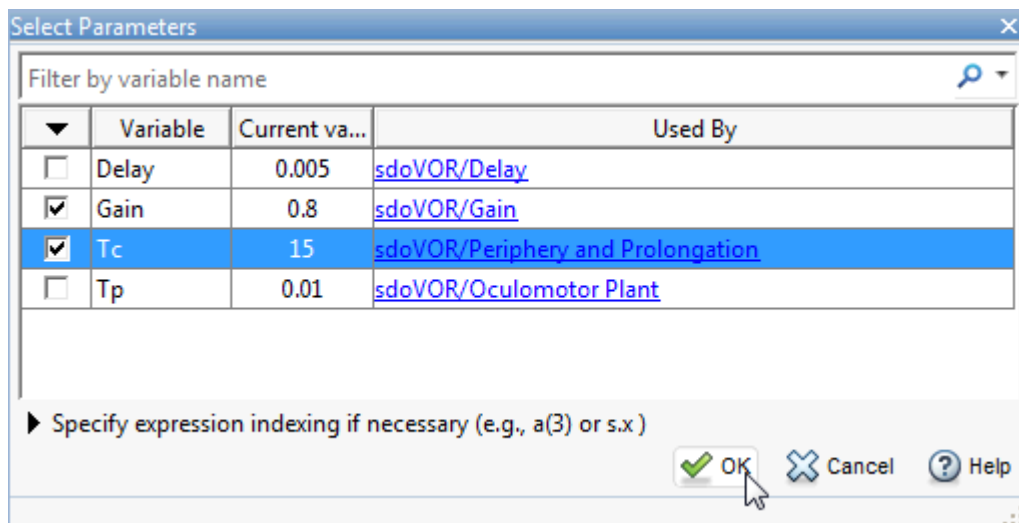 Select Parameters
Filter by variable name
Variable Current va... Used By
Delay 0.005 sdoVOR/Delay
Gain 0.8 sdoVOR/Gain
Tc 15 sdoVOR/Periphery and Prolongation
Tp 0.01 sdoVOR/Oculomotor Plant
Specify expression indexing if necessary (e.g., a(3) or s.x )
OK Cancel Help